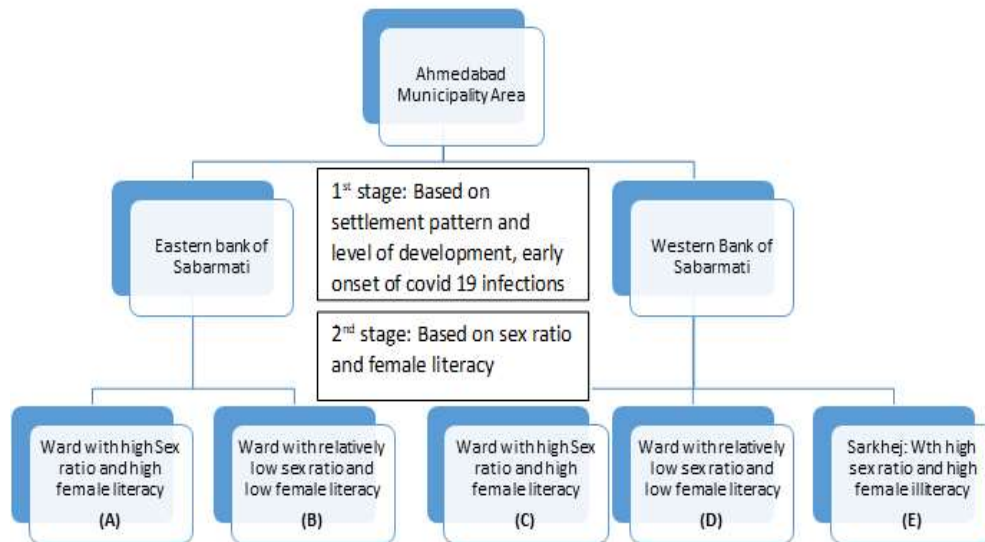 Ahmedabad
Municipality Area
1st stage: Based on
settlement pattern and
level of development, early
onset of covid 19 infections
Eastern bank of
Sabarmati
Western Bank of
Sabarmati
2nd stage: Based on sex ratio
and female literacy
Ward with high Sex
ratio and high
female literacy
(A)
Ward with relatively
low sex ratio and
low female literacy
(B)
Ward with high Sex
ratio and high
female literacy
(C)
Ward with relatively
low sex ratio and
low female literacy
(D)
Sarkhej: Wth high
sex ratio and high
female illiteracy
(E)